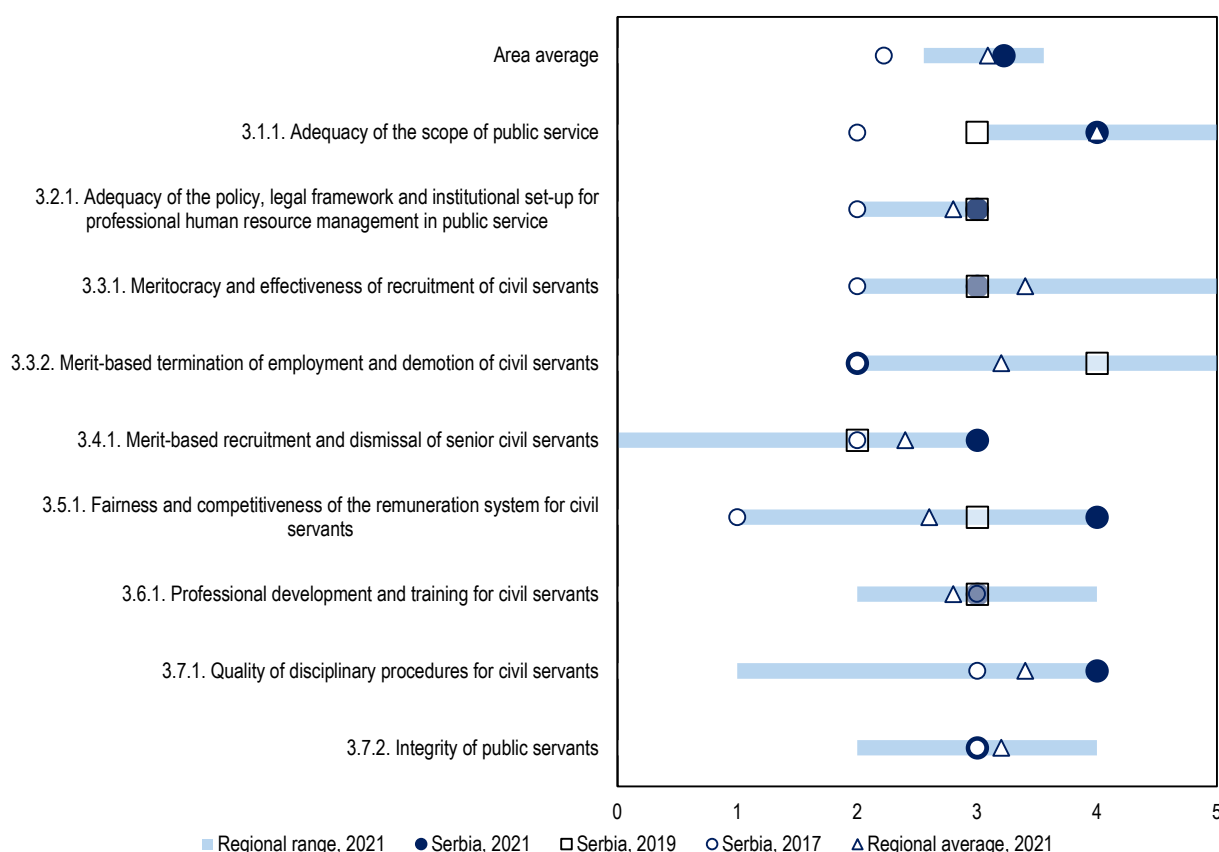 Area average
3.1.1. Adequacy of the scope of public service
3.2.1. Adequacy of the policy, legal framework and institutional set-up for
professional human resource management in public service
3.3.1. Meritocracy and effectiveness of recruitment of civil servants
3.3.2. Merit-based termination of employment and demotion of civil servants
3.4.1. Merit-based recruitment and dismissal of senior civil servants
3.5.1. Fairness and competitiveness of the remuneration system for civil
servants
3.6.1. Professional development and training for civil servants
3.7.1. Quality of disciplinary procedures for civil servants
3.7.2. Integrity of public servants
0 1 2 3 4 5
Regional range, 2021 Serbia, 2021 Serbia, 2019 Serbia, 2017 Regional average, 2021